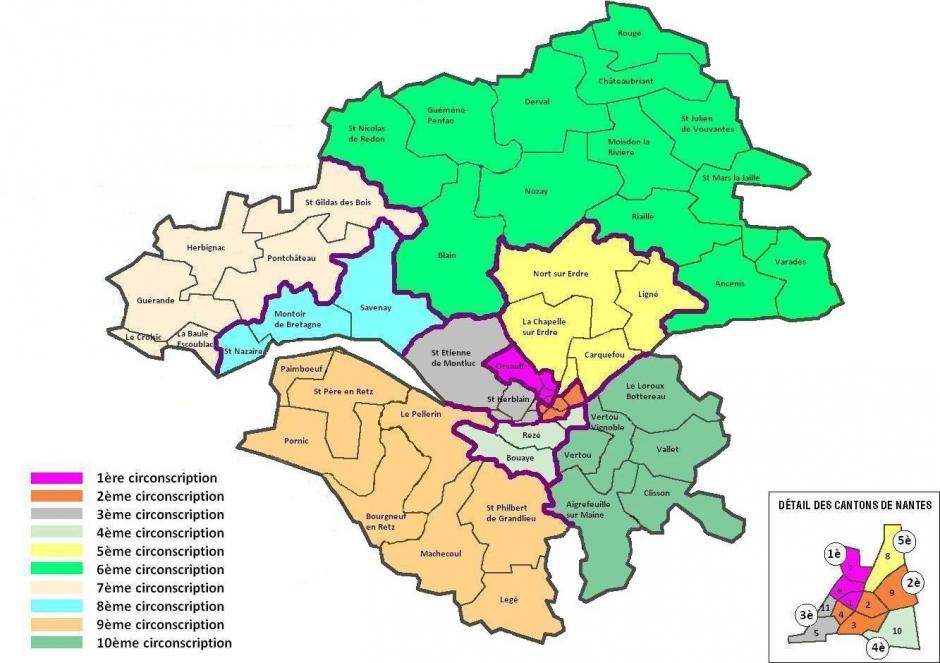 Rougé
Châteaubriant
Derval
Guéméné-
Penfao
St Julien
de Vouvantes
St Nicolas
de Redon
Moisdon la
Rivière
St Mars la Jaille
Nozay
St Gildas des Bois
Riaillé
Herbignac
Pontchâteau
Blain
Varades
Nort sur Erdre
Ancenis
Ligné
Guérande
Savenay
Montoir
de Bretagne
La Chapelle
sur Erdre
Le Croisic
La Baule
Escoublac
St Nazaire
St Etienne
de Montluc
Carquefou
Orvault
Paimboeuf
St Père en Retz
St Herblain
Le Loroux
Bottereau
Le Pellerin
Vertou
Vignoble
Rezé
Pornic
Bouaye
Vertou
Vallet
Clisson
Aigrefeuille
sur Maine
St Philbert
de Grandlieu
Bourgneuf
en Retz
Machecoul
Legé
1ère circonscription
2ème circonscription
3ème circonscription
4ème circonscription
5ème circonscription
6ème circonscription
7ème circonscription
8ème circonscription
9ème circonscription
10ème circonscription
DÉTAIL DES CANTONS DE NANTES
5è
1è
8
7
2è
6
9
1
2
3è
11
4
3
5
10
4è